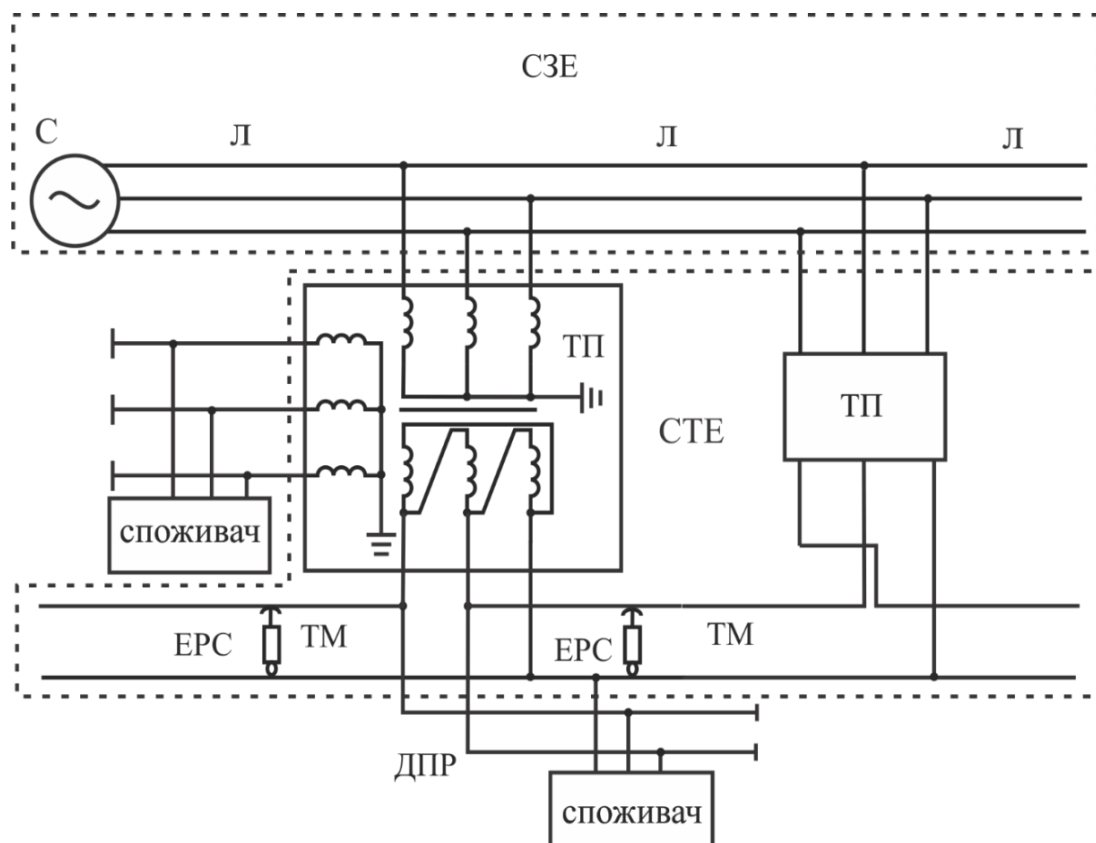 СЗЕ
С
Л
Л
Л
ТП
ТП
СТЕ
споживач
ЕРС
ТМ
ЕРС
ТМ
ДПР
споживач